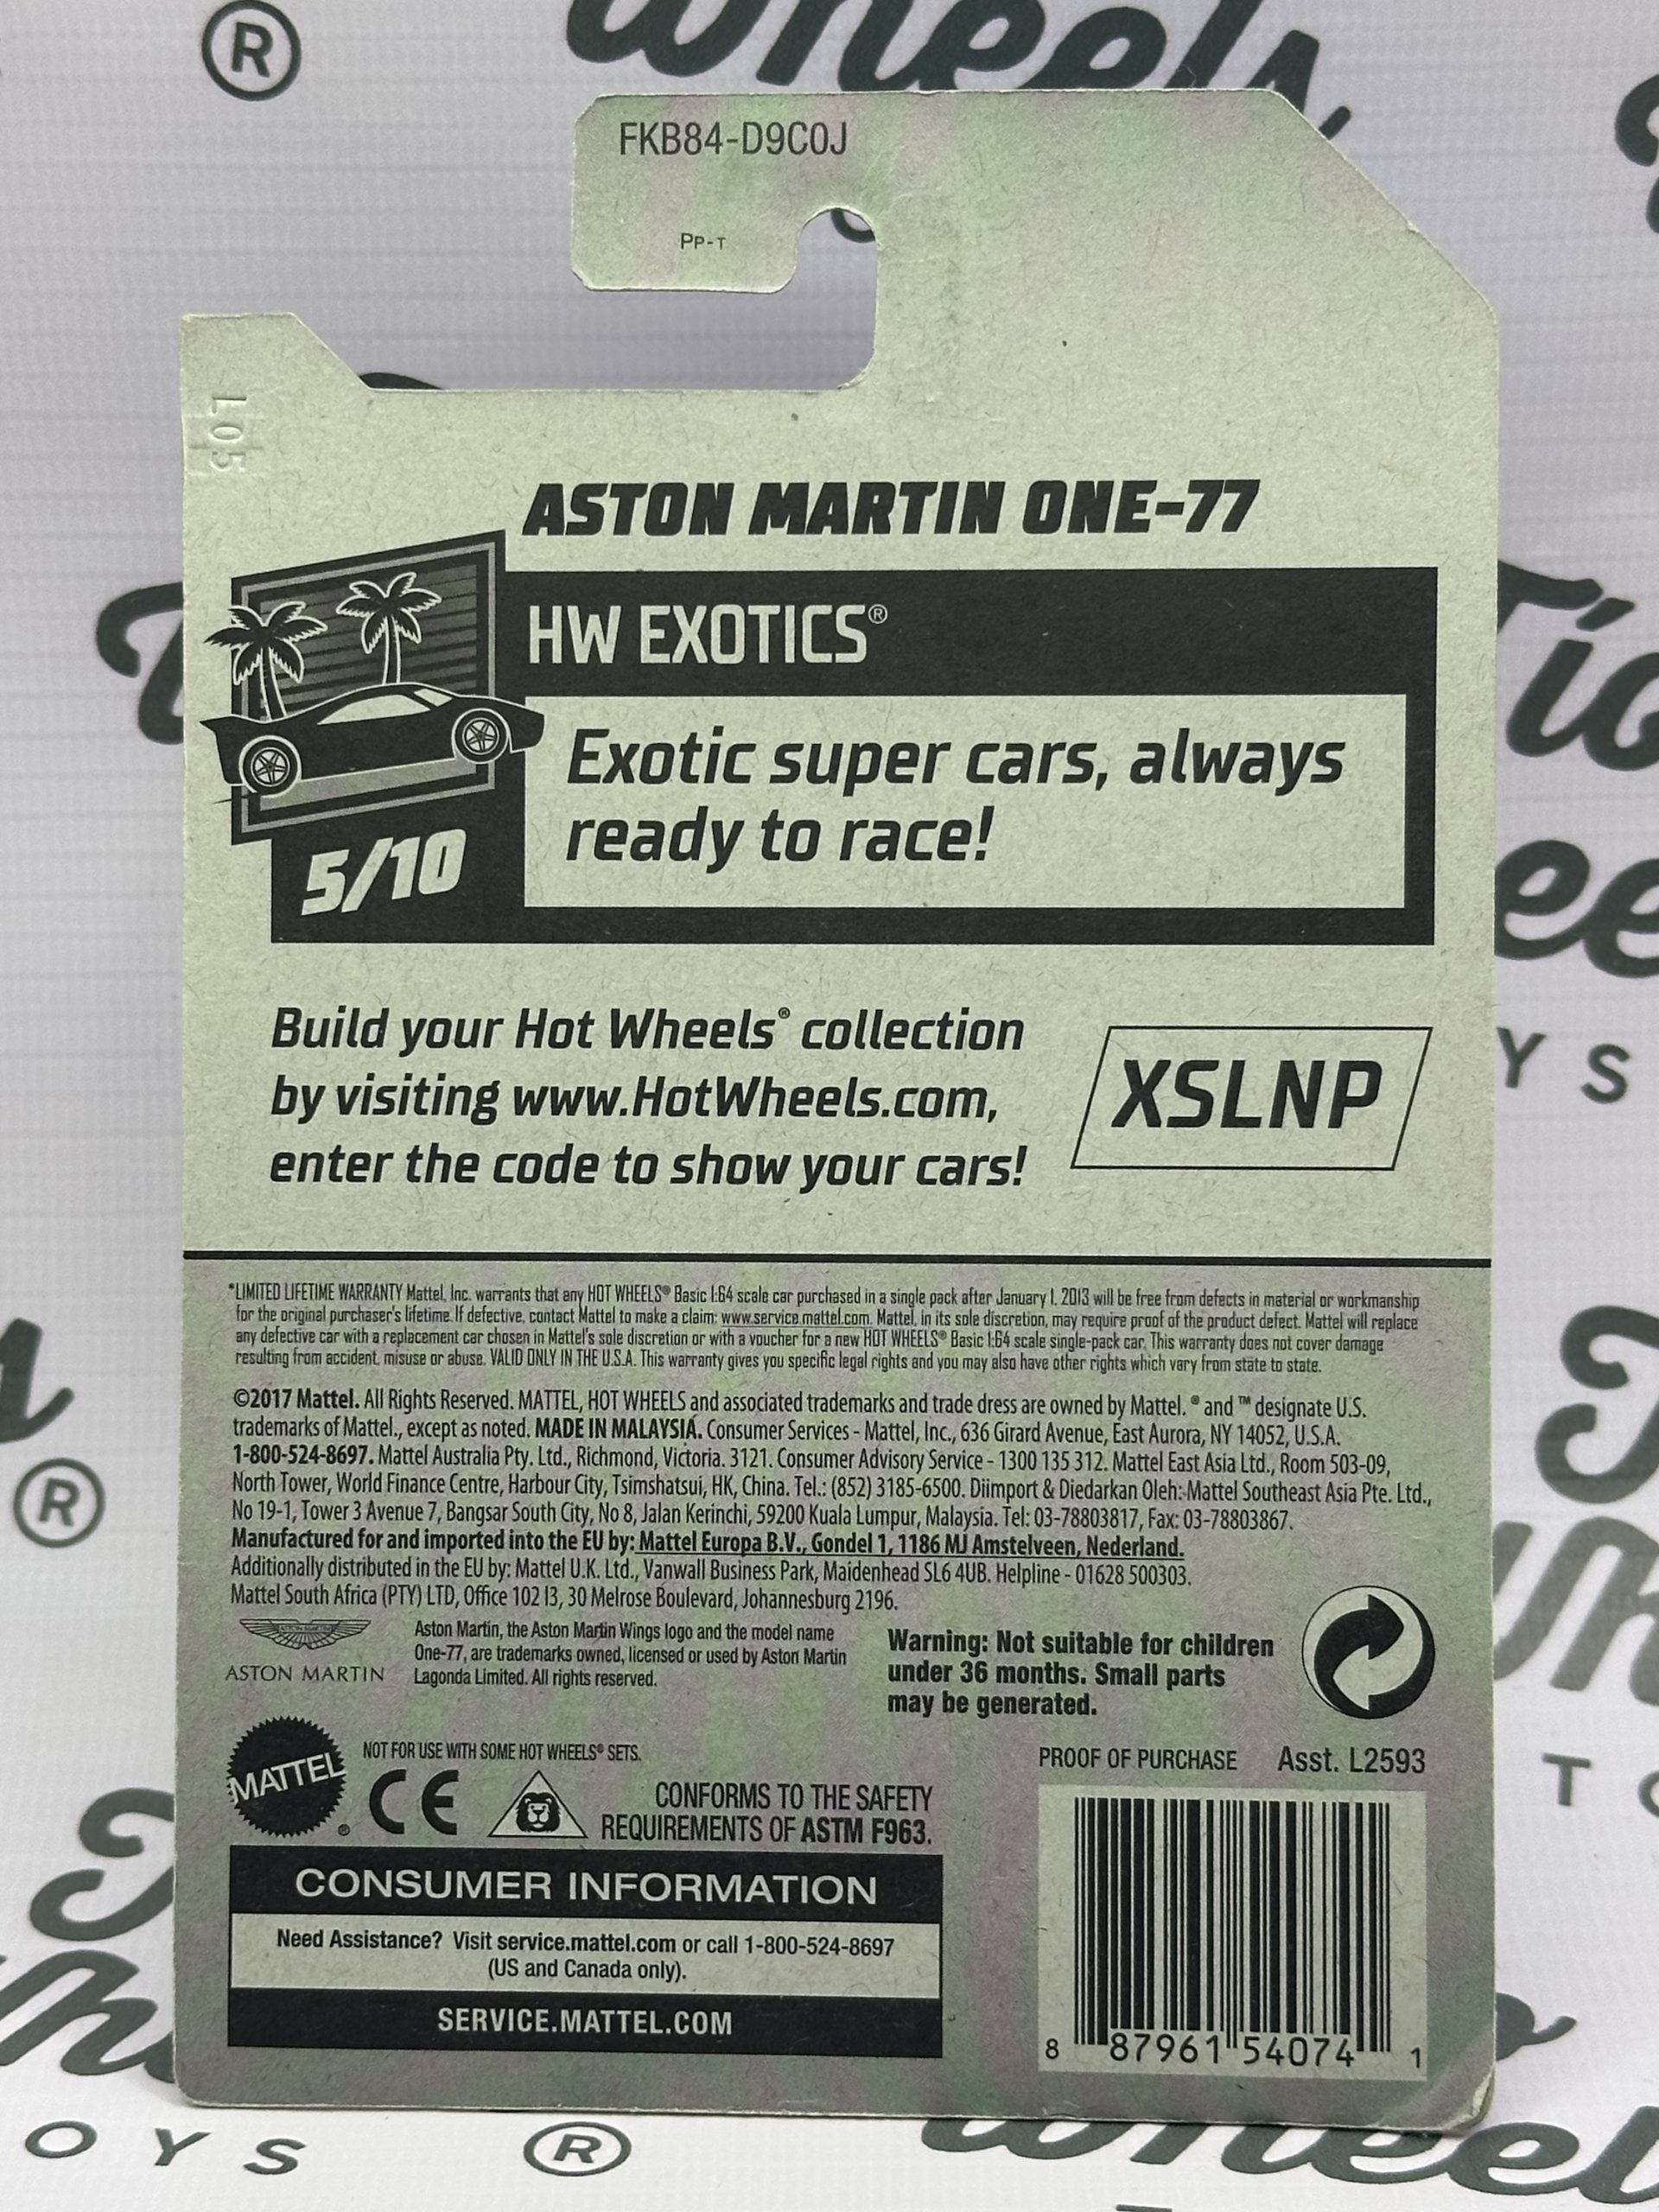 ®
Wheels
FKB84-D9C0J
PP-T
L05
ASTON MARTIN ONE-77
HW EXOTICS®
Exotic super cars, always
ready to race!
5/10
Build your Hot Wheels® collection
by visiting www.HotWheels.com,
enter the code to show your cars!
XSLNP
*LIMITED LIFETIME WARRANTY Mattel, Inc. warrants that any HOT WHEELS® Basic 1:64 scale car purchased in a single pack after January 1, 2013 will be free from defects in material or workmanship
for the original purchaser's lifetime. If defective, contact Mattel to make a claim: www.service.mattel.com. Mattel, in its sole discretion, may require proof of the product defect. Mattel will replace
any defective car with a replacement car chosen in Mattel's sole discretion or with a voucher for a new HOT WHEELS® Basic 1:64 scale single-pack car. This warranty does not cover damage
resulting from accident, misuse or abuse. VALID ONLY IN THE U.S.A. This warranty gives you specific legal rights and you may also have other rights which vary from state to state.
©2017 Mattel. All Rights Reserved. MATTEL, HOT WHEELS and associated trademarks and trade dress are owned by Mattel. ® and ™ designate U.S.
trademarks of Mattel., except as noted. MADE IN MALAYSIA. Consumer Services - Mattel, Inc., 636 Girard Avenue, East Aurora, NY 14052, U.S.A.
1-800-524-8697. Mattel Australia Pty. Ltd., Richmond, Victoria. 3121. Consumer Advisory Service - 1300 135 312. Mattel East Asia Ltd., Room 503-09,
North Tower, World Finance Centre, Harbour City, Tsimshatsui, HK, China. Tel.: (852) 3185-6500. Diimport & Diedarkan Oleh: Mattel Southeast Asia Pte. Ltd.,
No 19-1, Tower 3 Avenue 7, Bangsar South City, No 8, Jalan Kerinchi, 59200 Kuala Lumpur, Malaysia. Tel: 03-78803817, Fax: 03-78803867.
Manufactured for and imported into the EU by: Mattel Europa B.V., Gondel 1, 1186 MJ Amstelveen, Nederland.
Additionally distributed in the EU by: Mattel U.K. Ltd., Vanwall Business Park, Maidenhead SL6 4UB. Helpline - 01628 500303.
Mattel South Africa (PTY) LTD, Office 102 I3, 30 Melrose Boulevard, Johannesburg 2196.
ASTON MARTIN
ASTON MARTIN
Aston Martin, the Aston Martin Wings logo and the model name
One-77, are trademarks owned, licensed or used by Aston Martin
Lagonda Limited. All rights reserved.
Warning: Not suitable for children
under 36 months. Small parts
may be generated.
MATTEL®
NOT FOR USE WITH SOME HOT WHEELS® SETS.
CE
CONFORMS TO THE SAFETY
REQUIREMENTS OF ASTM F963.
PROOF OF PURCHASE Asst. L2593
CONSUMER INFORMATION
Need Assistance? Visit service.mattel.com or call 1-800-524-8697
(US and Canada only).
SERVICE.MATTEL.COM
8 87961 54074 1
®
OYS
®